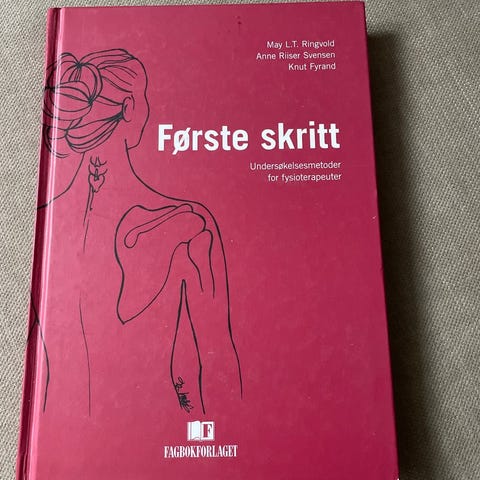 May L.T. Ringvold
Anne Riiser Svensen
Knut Fyrand
Første skritt
Undersøkelsesmetoder
for fysioterapeuter
F
FAGBOKFORLAGET